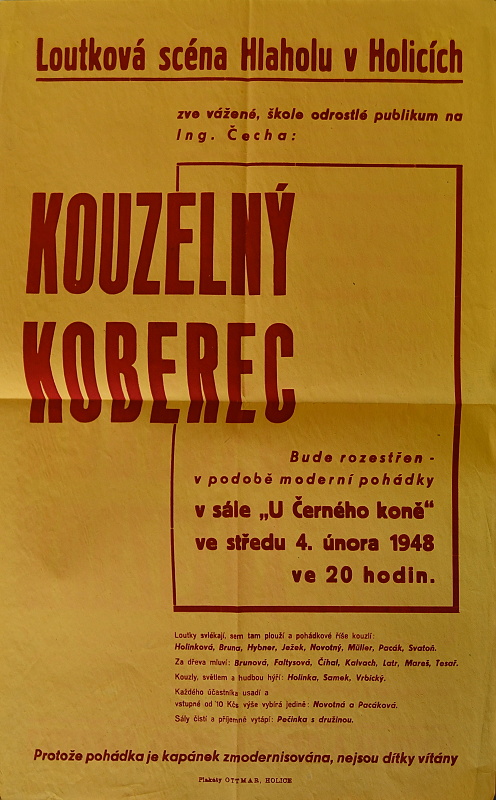 Loutková scéna Hlaholu v Holicích
zve vážené, škole odrostlé publikum na
Ing. Čecha:
KOUZELNÝ
KOBEREC
Bude rozestřen -
v podobě moderní pohádky
v sále „U Černého koně“
ve středu 4. února 1948
ve 20 hodin.
Loutky svlékají, sem tam plouží a pohádkové říše kouzlí:
Holinková, Bruna, Hybner, Ježek, Novotný, Müller, Pacák, Svatoň.
Za dřeva mluví: Brunová, Faltysová, Číhal, Kalvach, Latr, Mareš, Tesař.
Kouzly, světlem a hudbou hýří: Holinka, Samek, Vrbický.
Každého účastníka usadí a
vstupné od 10 Kčs výše vybírá jedině: Novotná a Pacáková.
Sály čistí a příjemně vytápí: Pečinka s družinou.
Protože pohádka je kapánek zmodernisována, nejsou dítky vítány
Plakáty OTTMAR, HOLICE